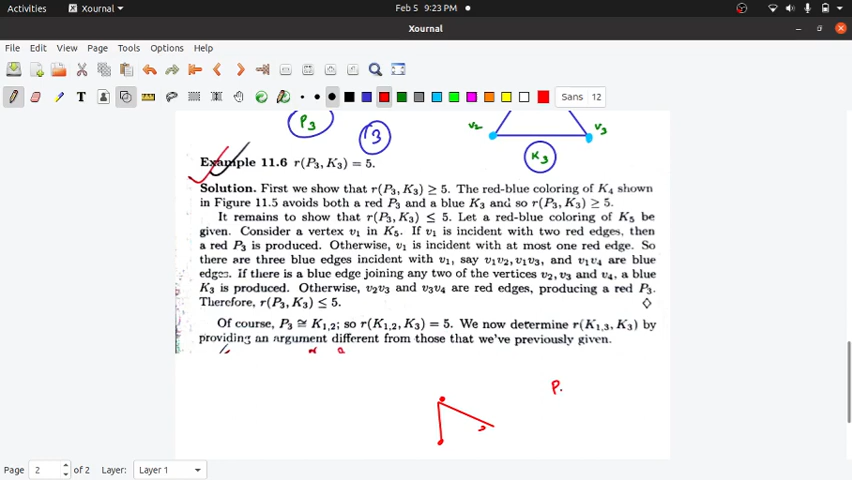 Activities
Xournal
Feb 5 9:23 PM
Xournal
File Edit View Page Tools Options Help
Sans 12
P3
r3
v2
v3
K3
Example 11.6 r(P₃, K₃) = 5.
Solution. First we show that r(P₃, K₃) ≥ 5. The red-blue coloring of K₄ shown
in Figure 11.5 avoids both a red P₃ and a blue K₃ and so r(P₃, K₃) ≥ 5.
It remains to show that r(P₃, K₃) ≤ 5. Let a red-blue coloring of K₅ be
given. Consider a vertex v₁ in K₅. If v₁ is incident with two red edges, then
a red P₃ is produced. Otherwise, v₁ is incident with at most one red edge. So
there are three blue edges incident with v₁, say v₁v₂, v₁v₃, and v₁v₄ are blue
edges. If there is a blue edge joining any two of the vertices v₂, v₃ and v₄, a blue
K₃ is produced. Otherwise, v₂v₃ and v₃v₄ are red edges, producing a red P₃.
Therefore, r(P₃, K₃) ≤ 5. ◇
Of course, P₃ ≅ K₁,₂; so r(K₁,₂, K₃) = 5. We now determine r(K₁,₃, K₃) by
providing an argument different from those that we've previously given.
P.
Page 2 of 2 Layer: Layer 1